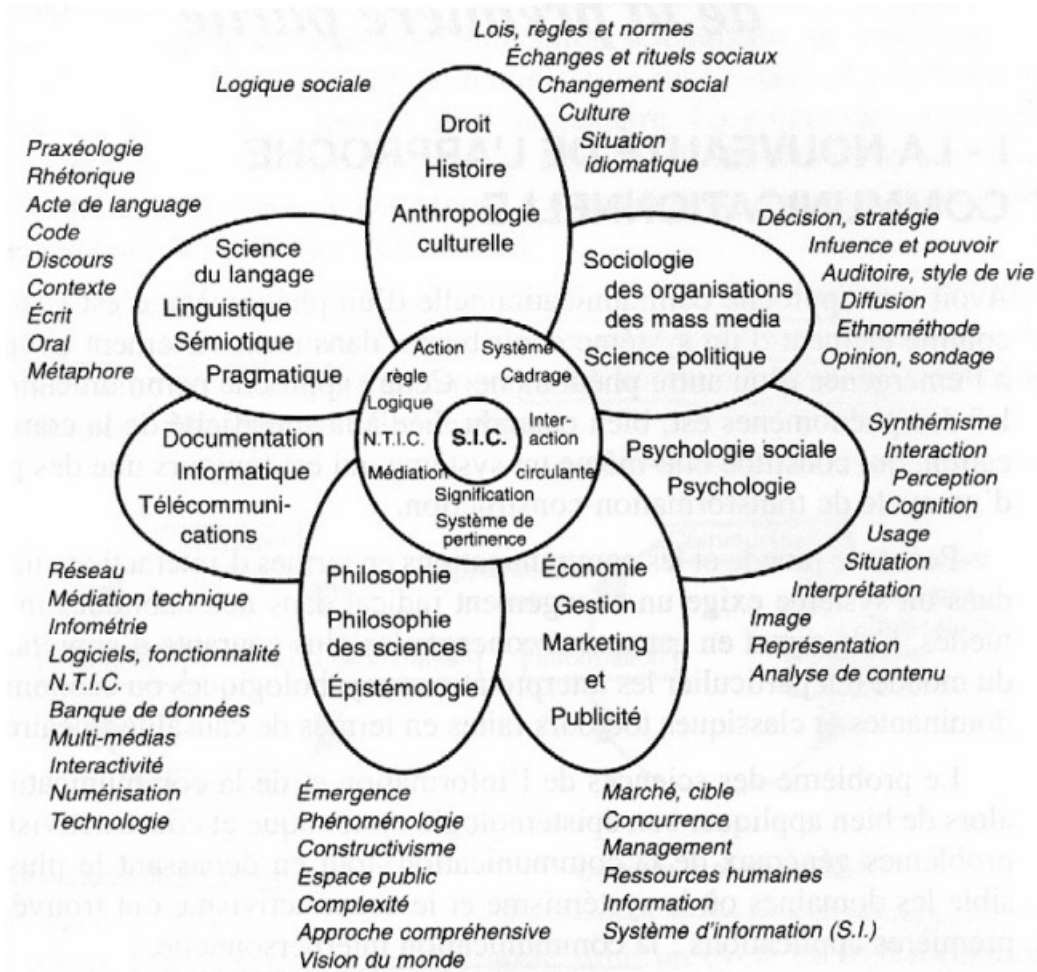 Lois, règles et normes
Échanges et rituels sociaux
Logique sociale
Changement social
Culture
Situation
idiomatique
Droit
Histoire
Anthropologie
culturelle
Praxéologie
Rhétorique
Acte de language
Code
Discours
Contexte
Écrit
Oral
Métaphore
Science
du langage
Linguistique
Sémiotique
Pragmatique
Sociologie
des organisations
des mass media
Science politique
Décision, stratégie
Infuence et pouvoir
Auditoire, style de vie
Diffusion
Ethnométhode
Opinion, sondage
Action
Système
règle
Cadrage
Logique
N.T.I.C.
S.I.C.
Inter-
action
Médiation
circulante
Signification
Système de
pertinence
Documentation
Informatique
Télécommuni-
cations
Psychologie sociale
Psychologie
Synthémisme
Interaction
Perception
Cognition
Usage
Situation
Interprétation
Image
Représentation
Analyse de contenu
Réseau
Médiation technique
Infométrie
Logiciels, fonctionnalité
N.T.I.C.
Banque de données
Multi-médias
Interactivité
Numérisation
Technologie
Philosophie
Philosophie
des sciences
Épistémologie
Économie
Gestion
Marketing
et
Publicité
Émergence
Phénoménologie
Constructivisme
Espace public
Complexité
Approche compréhensive
Vision du monde
Marché, cible
Concurrence
Management
Ressources humaines
Information
Système d'information (S.I.)